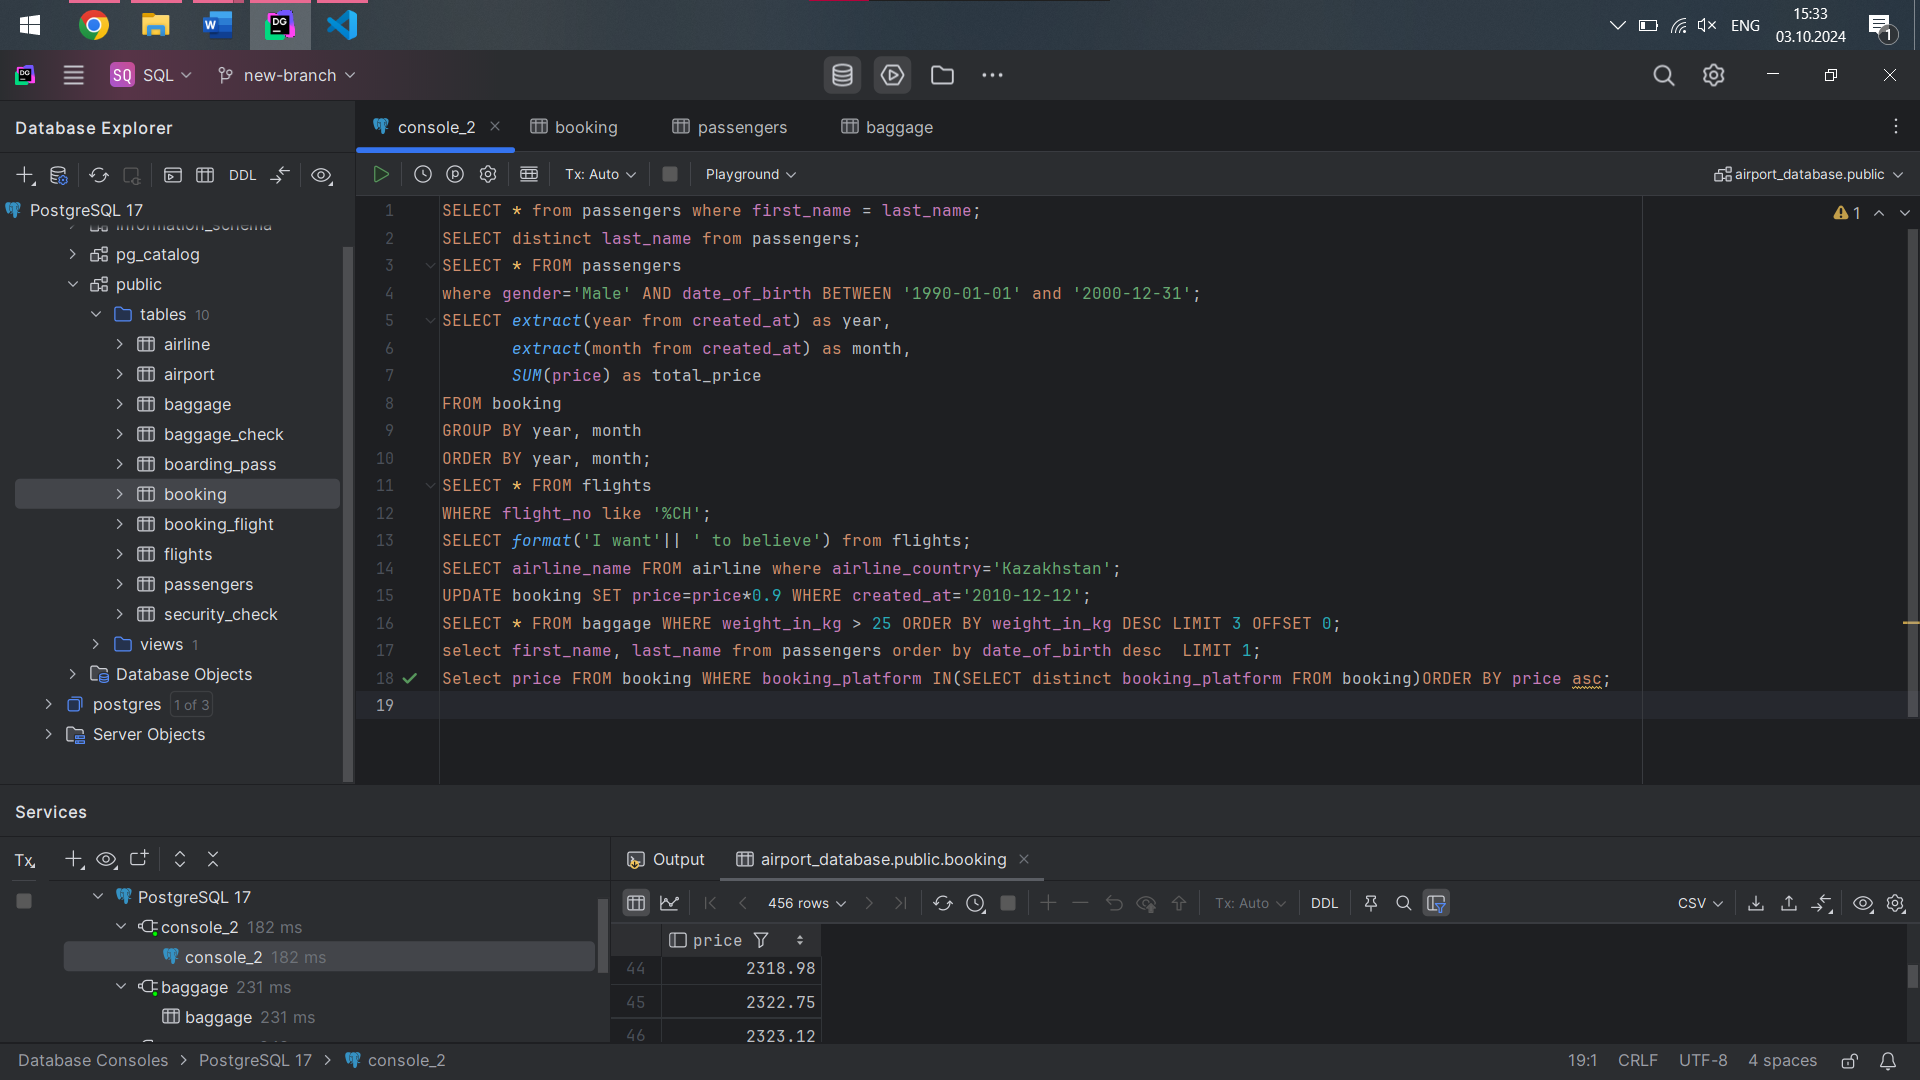 15:33
ENG
03.10.2024
1
SQ SQL new-branch
Database Explorer
console_2 booking passengers baggage
DDL
Tx: Auto Playground airport_database.public
PostgreSQL 17
information_schema
pg_catalog
public
tables 10
airline
airport
baggage
baggage_check
boarding_pass
booking
booking_flight
flights
passengers
security_check
views 1
Database Objects
postgres 1 of 3
Server Objects
1
1 SELECT * from passengers where first_name = last_name;
2 SELECT distinct last_name from passengers;
3 SELECT * FROM passengers
4 where gender='Male' AND date_of_birth BETWEEN '1990-01-01' and '2000-12-31';
5 SELECT extract(year from created_at) as year,
6 extract(month from created_at) as month,
7 SUM(price) as total_price
8 FROM booking
9 GROUP BY year, month
10 ORDER BY year, month;
11 SELECT * FROM flights
12 WHERE flight_no like '%CH';
13 SELECT format('I want'|| ' to believe') from flights;
14 SELECT airline_name FROM airline where airline_country='Kazakhstan';
15 UPDATE booking SET price=price*0.9 WHERE created_at='2010-12-12';
16 SELECT * FROM baggage WHERE weight_in_kg > 25 ORDER BY weight_in_kg DESC LIMIT 3 OFFSET 0;
17 select first_name, last_name from passengers order by date_of_birth desc  LIMIT 1;
18 Select price FROM booking WHERE booking_platform IN(SELECT distinct booking_platform FROM booking)ORDER BY price asc;
19
Services
Tx
PostgreSQL 17
console_2 182 ms
console_2 182 ms
baggage 231 ms
baggage 231 ms
Output airport_database.public.booking
456 rows Tx: Auto DDL CSV
price
44 2318.98
45 2322.75
46 2323.12
Database Consoles PostgreSQL 17 console_2
19:1 CRLF UTF-8 4 spaces